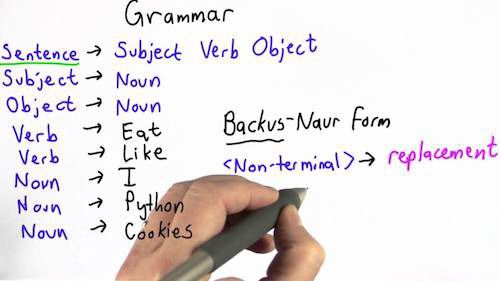 Grammar
Sentence → Subject Verb Object
Subject → Noun
Object → Noun
Verb → Eat
Verb → Like
Noun → I
Noun → Python
Noun → Cookies
Backus-Naur Form
<Non-terminal> → replacement